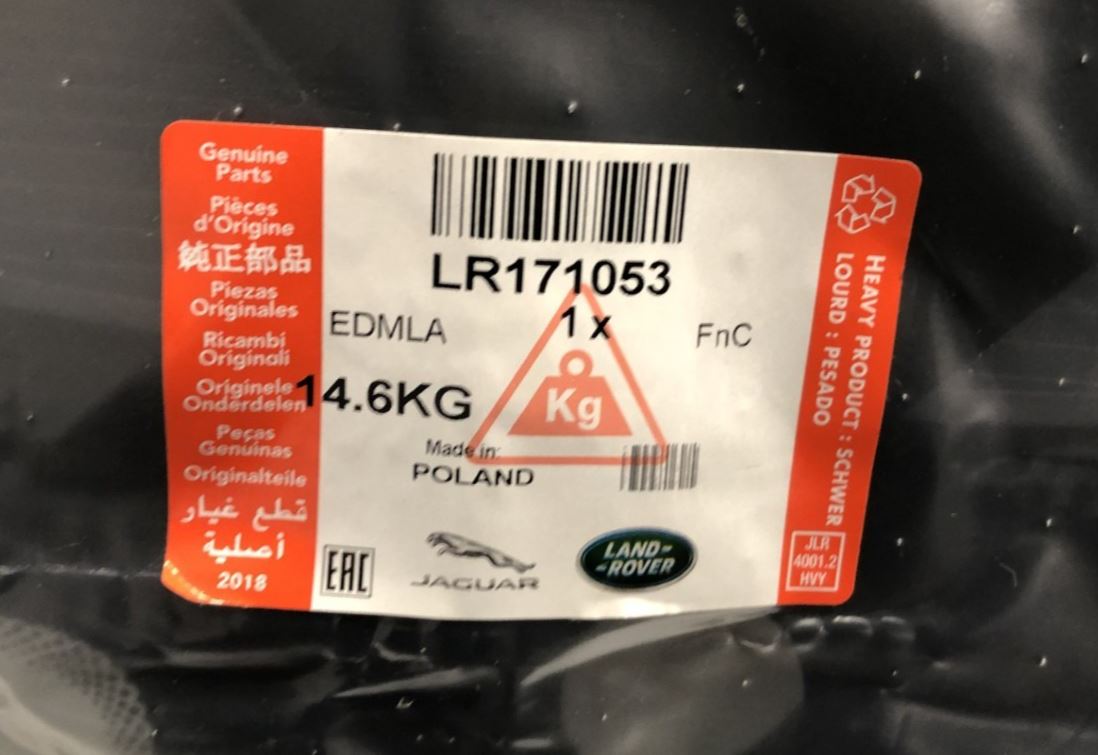 Genuine
Parts
Pièces
d'Origine
純正部品
Piezas
Originales
Ricambi
Originali
Originele
Onderdelen
Peças
Genuínas
Originalteile
قطع غيار
أصلية
2018
LR171053
EDMLA
1 x
FnC
14.6KG
Kg
Made in:
POLAND
EAC
JAGUAR
LAND-
-ROVER
HEAVY PRODUCT : SCHWER
LOURD : PESADO
JLR
4001.2
HVY